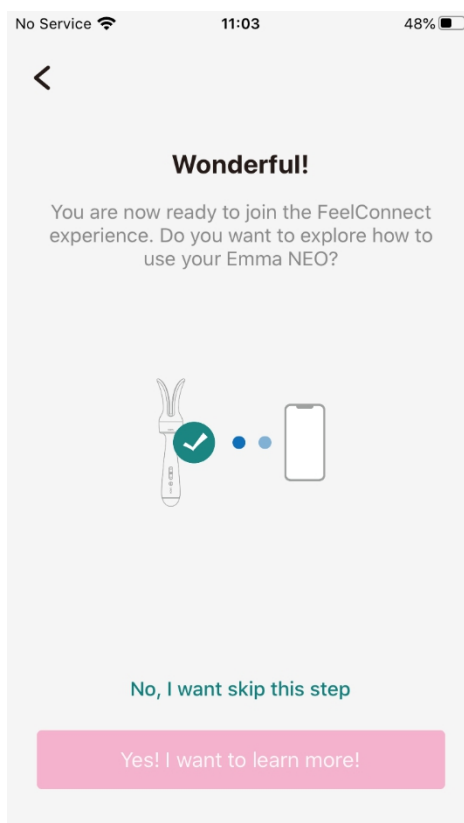 No Service 11:03 48%
Wonderful!
You are now ready to join the FeelConnect
experience. Do you want to explore how to
use your Emma NEO?
No, I want skip this step
Yes! I want to learn more!